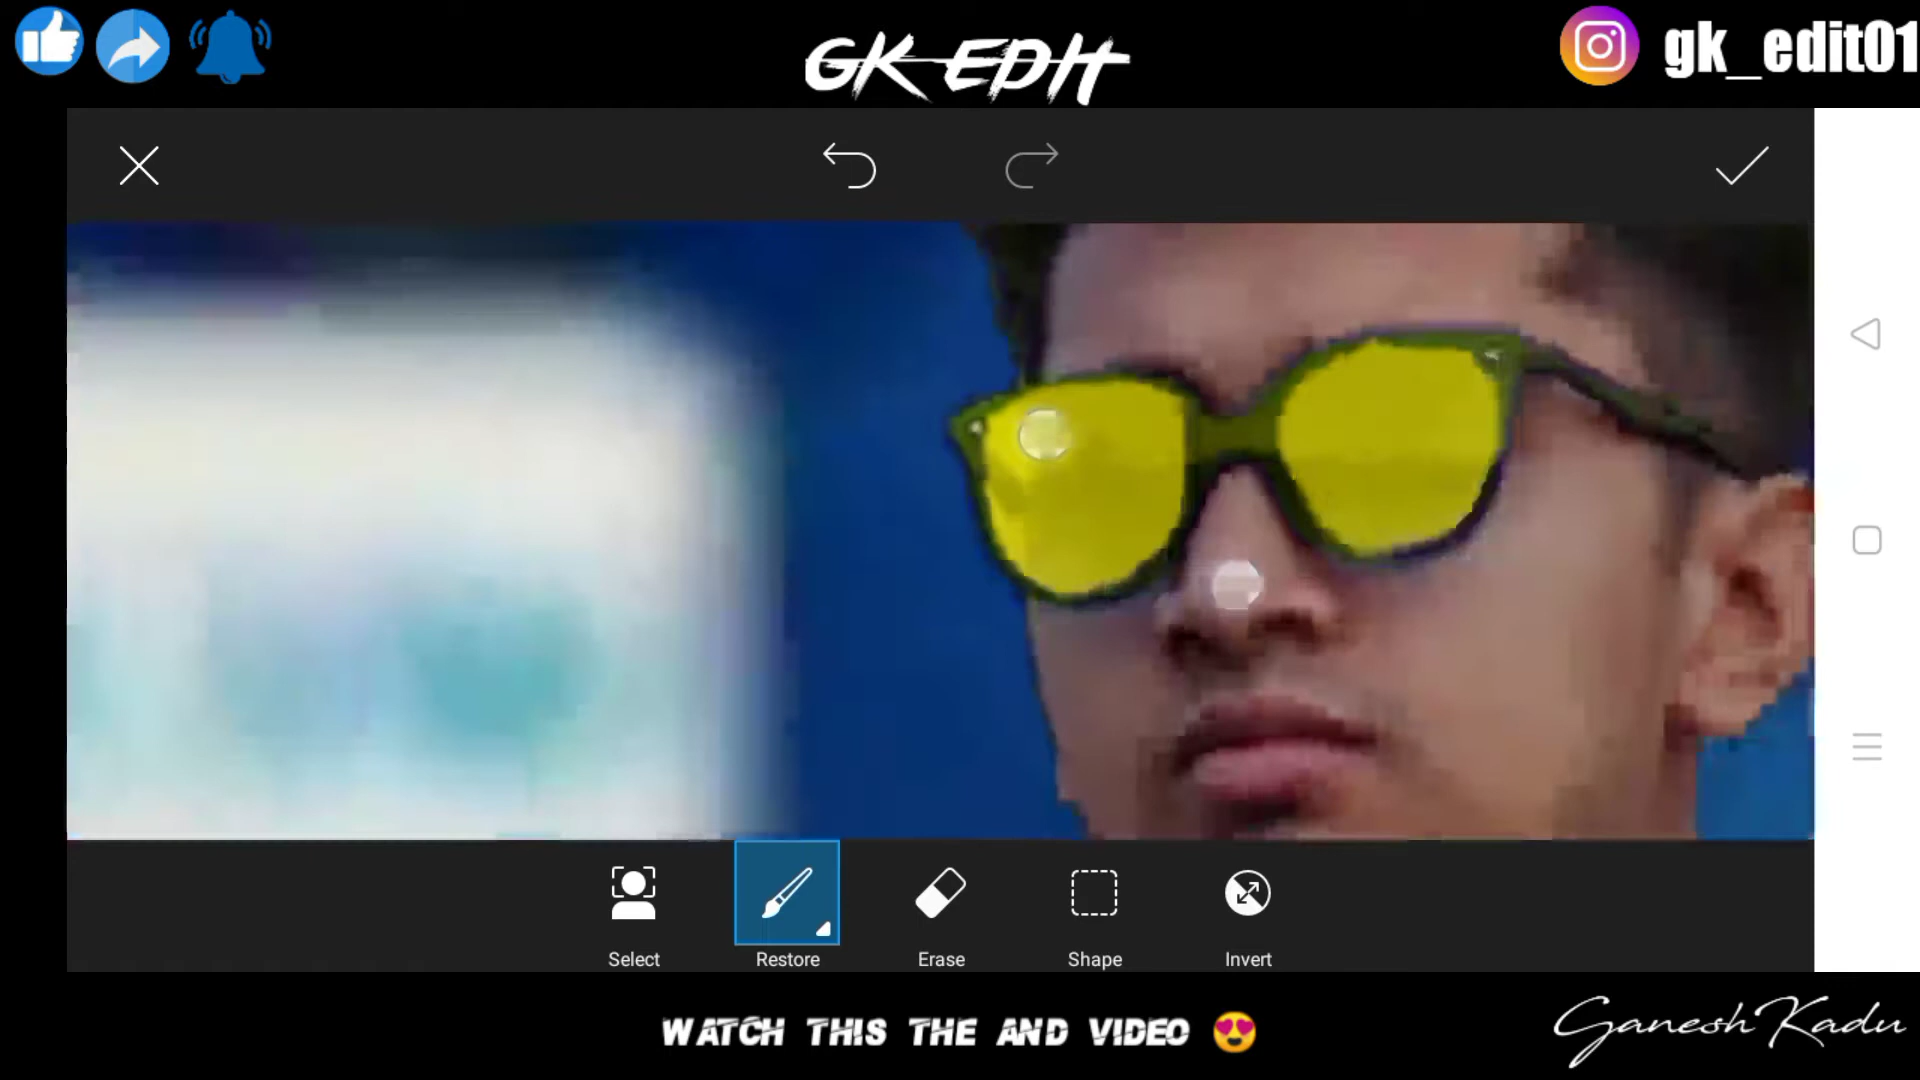 GK EDIT
gk_edit01
Select
Restore
Erase
Shape
Invert
WATCH THIS THE AND VIDEO 😍
Ganesh Kadu